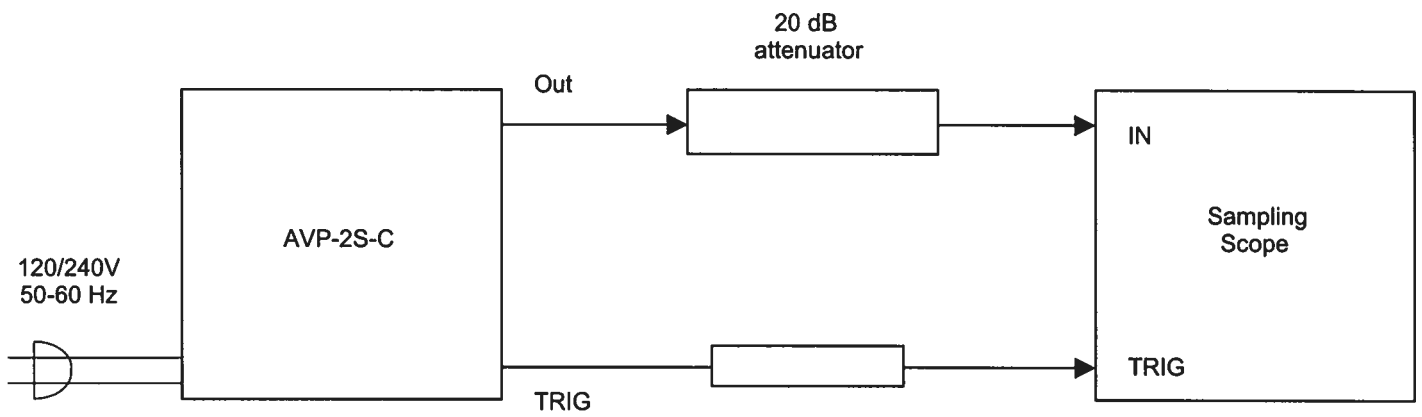 20 dB
attenuator
Out
IN
AVP-2S-C
Sampling
Scope
120/240V
50-60 Hz
TRIG
TRIG